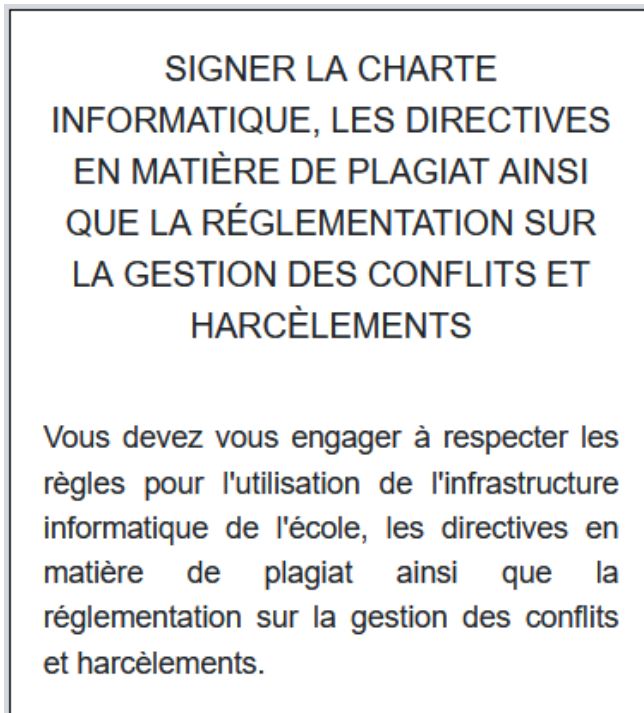 SIGNER LA CHARTE
INFORMATIQUE, LES DIRECTIVES
EN MATIÈRE DE PLAGIAT AINSI
QUE LA RÉGLEMENTATION SUR
LA GESTION DES CONFLITS ET
HARCÈLEMENTS
Vous devez vous engager à respecter les
règles pour l'utilisation de l'infrastructure
informatique de l'école, les directives en
matière de plagiat ainsi que la
réglementation sur la gestion des conflits
et harcèlements.